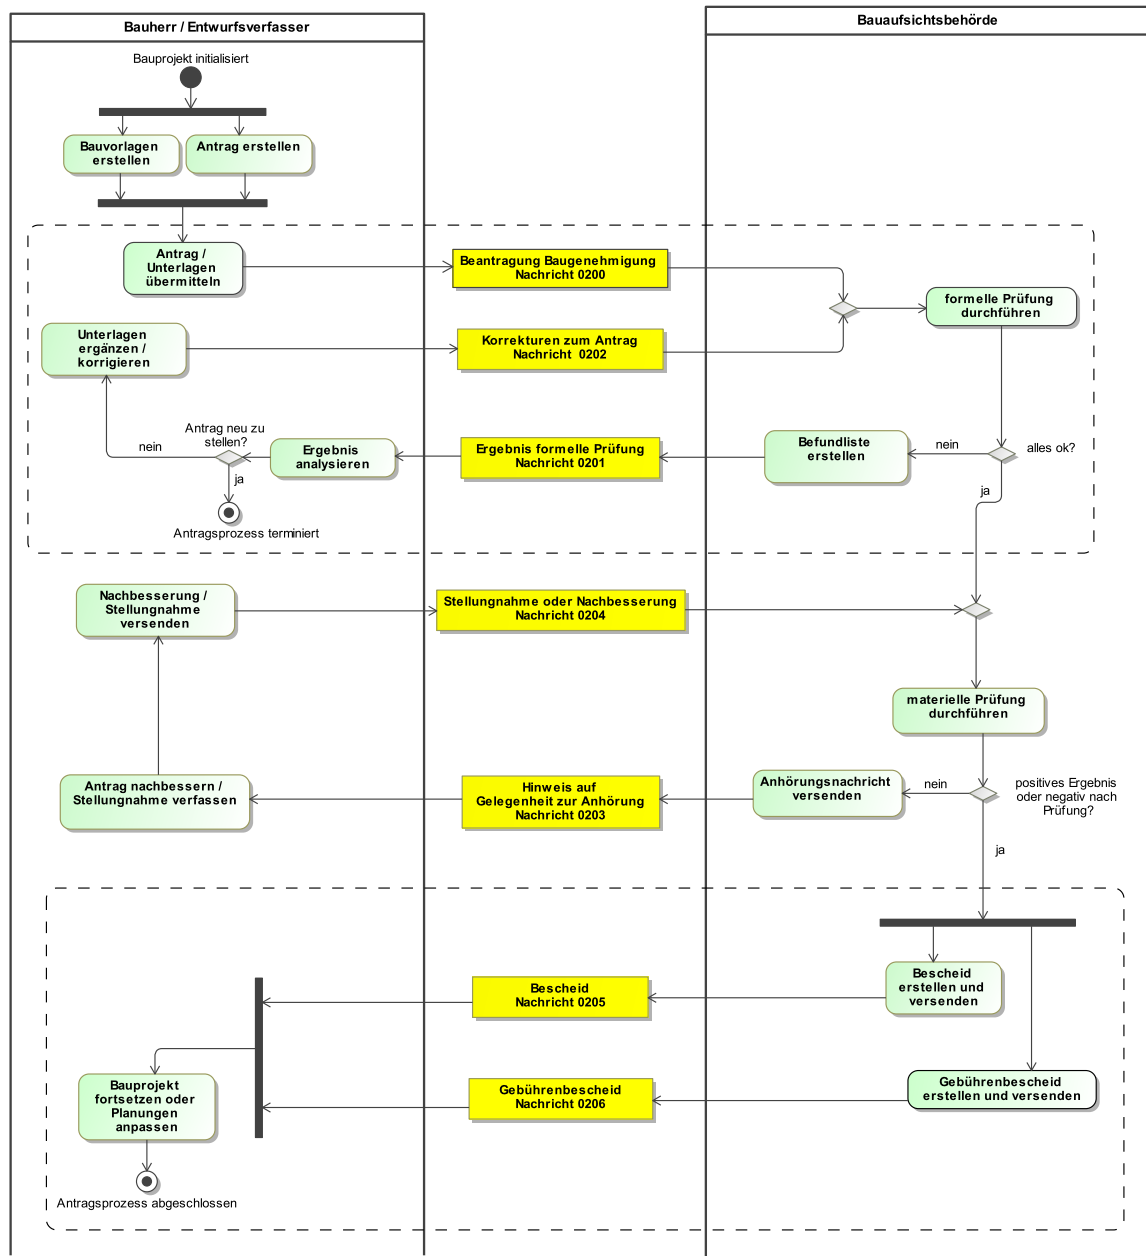 Bauherr / Entwurfsverfasser
Bauaufsichtsbehörde
Bauprojekt initialisiert
Bauvorlagen
erstellen
Antrag erstellen
Antrag /
Unterlagen
übermitteln
Beantragung Baugenehmigung
Nachricht 0200
formelle Prüfung
durchführen
Unterlagen
ergänzen /
korrigieren
Korrekturen zum Antrag
Nachricht 0202
Antrag neu zu
stellen?
nein
ja
Ergebnis
analysieren
Ergebnis formelle Prüfung
Nachricht 0201
Befundliste
erstellen
nein
alles ok?
ja
Antragsprozess terminiert
Nachbesserung /
Stellungnahme
versenden
Stellungnahme oder Nachbesserung
Nachricht 0204
materielle Prüfung
durchführen
Antrag nachbessern /
Stellungnahme verfassen
Hinweis auf
Gelegenheit zur Anhörung
Nachricht 0203
Anhörungsnachricht
versenden
nein
positives Ergebnis
oder negativ nach
Prüfung?
ja
Bescheid
Nachricht 0205
Bescheid
erstellen und
versenden
Bauprojekt
fortsetzen oder
Planungen
anpassen
Gebührenbescheid
Nachricht 0206
Gebührenbescheid
erstellen und versenden
Antragsprozess abgeschlossen